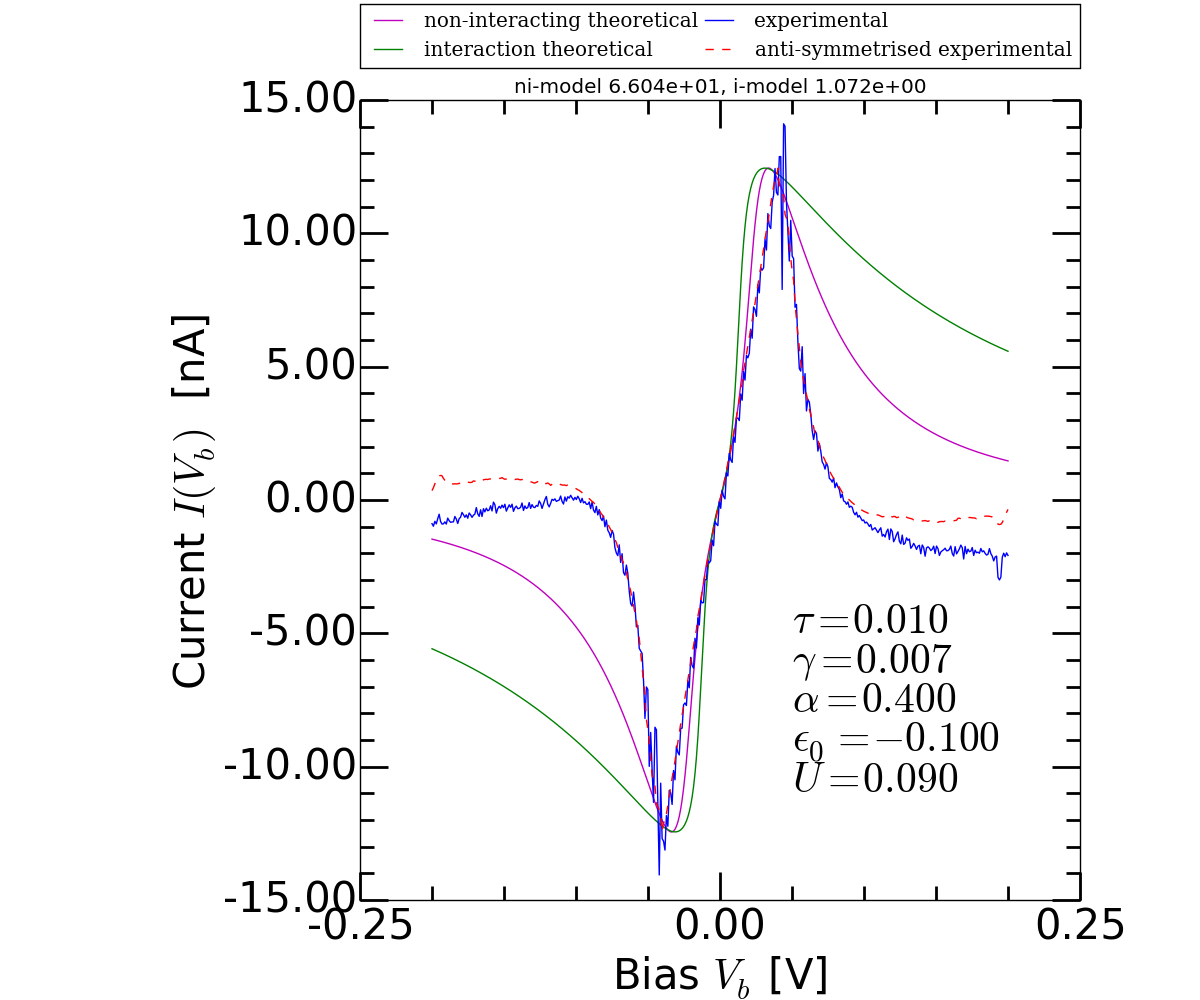 non-interacting theoretical experimental
interaction theoretical anti-symmetrised experimental
ni-model 6.604e+01, i-model 1.072e+00
15.00
10.00
5.00
0.00
-5.00
-10.00
-15.00
Current I(V_b) [nA]
τ=0.010
γ=0.007
α=0.400
ϵ_0 =−0.100
U=0.090
-0.25 0.00 0.25
Bias V_b [V]